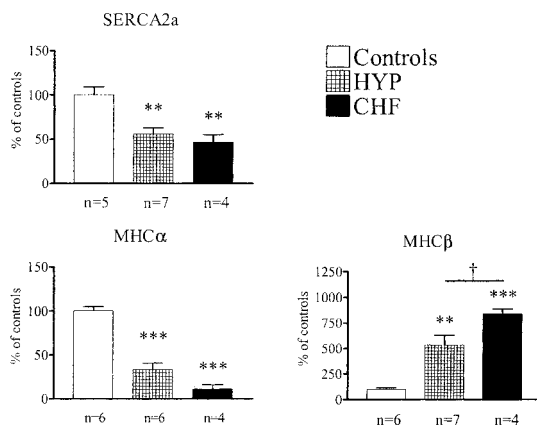 SERCA2a
Controls
HYP
CHF
% of controls
150
100
50
0
**
**
n=5
n=7
n=4
MHCα
% of controls
150
100
50
0
***
***
n=6
n=6
n=4
MHCβ
% of controls
1250
1000
750
500
250
0
†
**
***
n=6
n=7
n=4